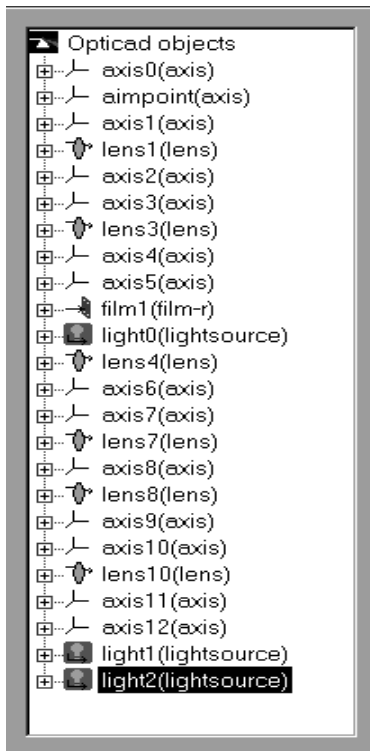 Opticad objects
axis0(axis)
aimpoint(axis)
axis1(axis)
lens1(lens)
axis2(axis)
axis3(axis)
lens3(lens)
axis4(axis)
axis5(axis)
film1(film-r)
light0(lightsource)
lens4(lens)
axis6(axis)
axis7(axis)
lens7(lens)
axis8(axis)
lens8(lens)
axis9(axis)
axis10(axis)
lens10(lens)
axis11(axis)
axis12(axis)
light1(lightsource)
light2(lightsource)